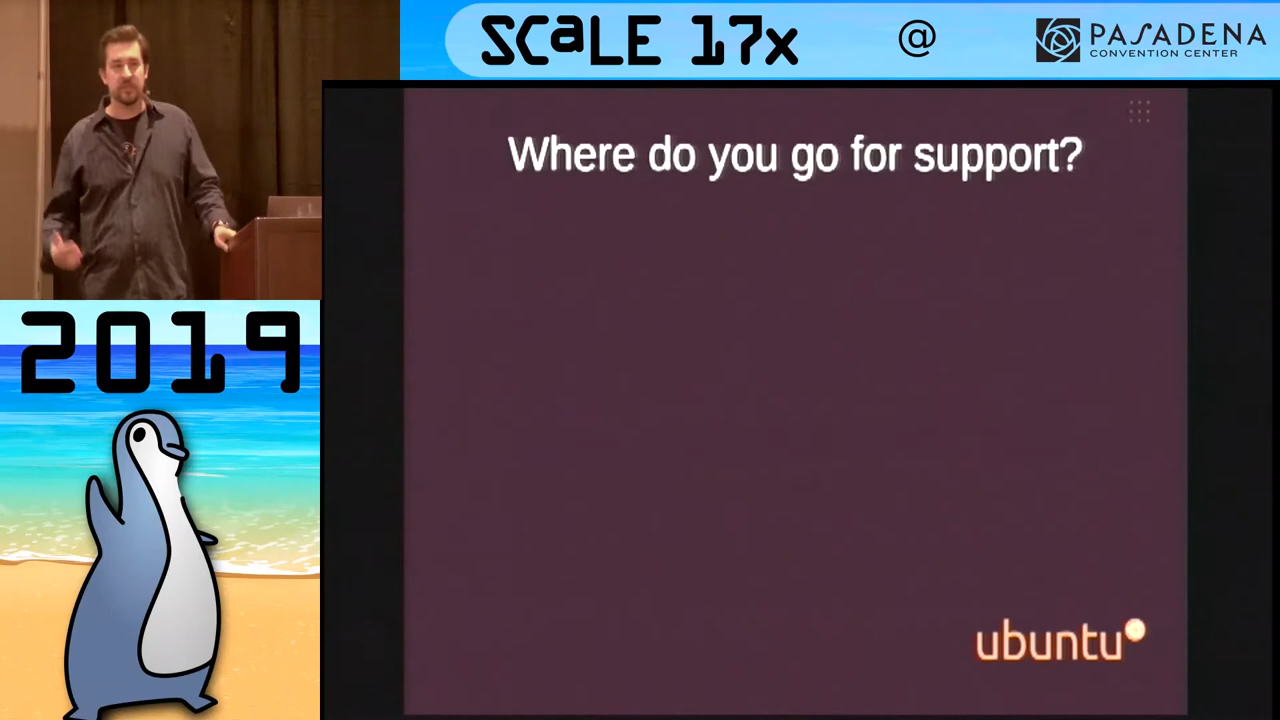 SCaLE 17x
@
PASADENA
CONVENTION CENTER
Where do you go for support?
2019
ubuntu